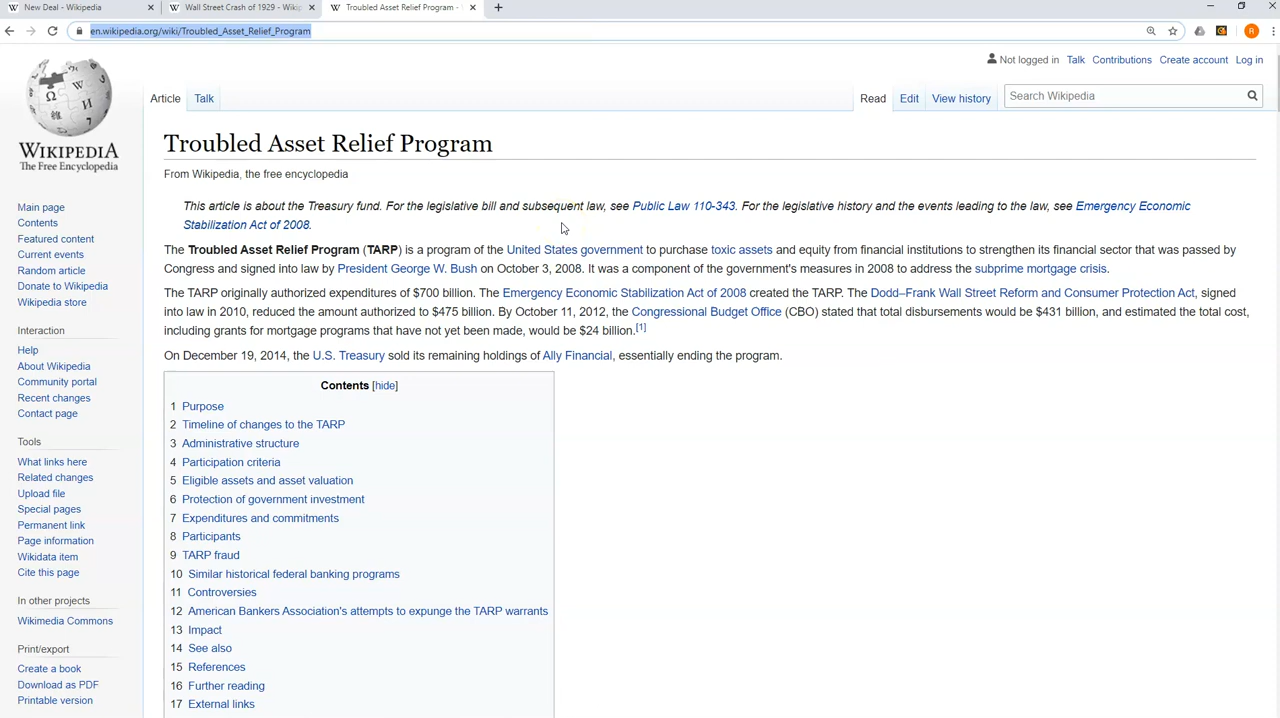 New Deal - Wikipedia
Wall Street Crash of 1929 - Wikip
Troubled Asset Relief Program -
en.wikipedia.org/wiki/Troubled_Asset_Relief_Program
R
Not logged in Talk Contributions Create account Log in
Article Talk Read Edit View history Search Wikipedia
WIKIPEDIA
The Free Encyclopedia
Main page
Contents
Featured content
Current events
Random article
Donate to Wikipedia
Wikipedia store
Interaction
Help
About Wikipedia
Community portal
Recent changes
Contact page
Tools
What links here
Related changes
Upload file
Special pages
Permanent link
Page information
Wikidata item
Cite this page
In other projects
Wikimedia Commons
Print/export
Create a book
Download as PDF
Printable version
Troubled Asset Relief Program
From Wikipedia, the free encyclopedia
This article is about the Treasury fund. For the legislative bill and subsequent law, see Public Law 110-343. For the legislative history and the events leading to the law, see Emergency Economic
Stabilization Act of 2008.
The Troubled Asset Relief Program (TARP) is a program of the United States government to purchase toxic assets and equity from financial institutions to strengthen its financial sector that was passed by
Congress and signed into law by President George W. Bush on October 3, 2008. It was a component of the government's measures in 2008 to address the subprime mortgage crisis.
The TARP originally authorized expenditures of $700 billion. The Emergency Economic Stabilization Act of 2008 created the TARP. The Dodd–Frank Wall Street Reform and Consumer Protection Act, signed
into law in 2010, reduced the amount authorized to $475 billion. By October 11, 2012, the Congressional Budget Office (CBO) stated that total disbursements would be $431 billion, and estimated the total cost,
including grants for mortgage programs that have not yet been made, would be $24 billion.[1]
On December 19, 2014, the U.S. Treasury sold its remaining holdings of Ally Financial, essentially ending the program.
Contents [hide]
1 Purpose
2 Timeline of changes to the TARP
3 Administrative structure
4 Participation criteria
5 Eligible assets and asset valuation
6 Protection of government investment
7 Expenditures and commitments
8 Participants
9 TARP fraud
10 Similar historical federal banking programs
11 Controversies
12 American Bankers Association's attempts to expunge the TARP warrants
13 Impact
14 See also
15 References
16 Further reading
17 External links